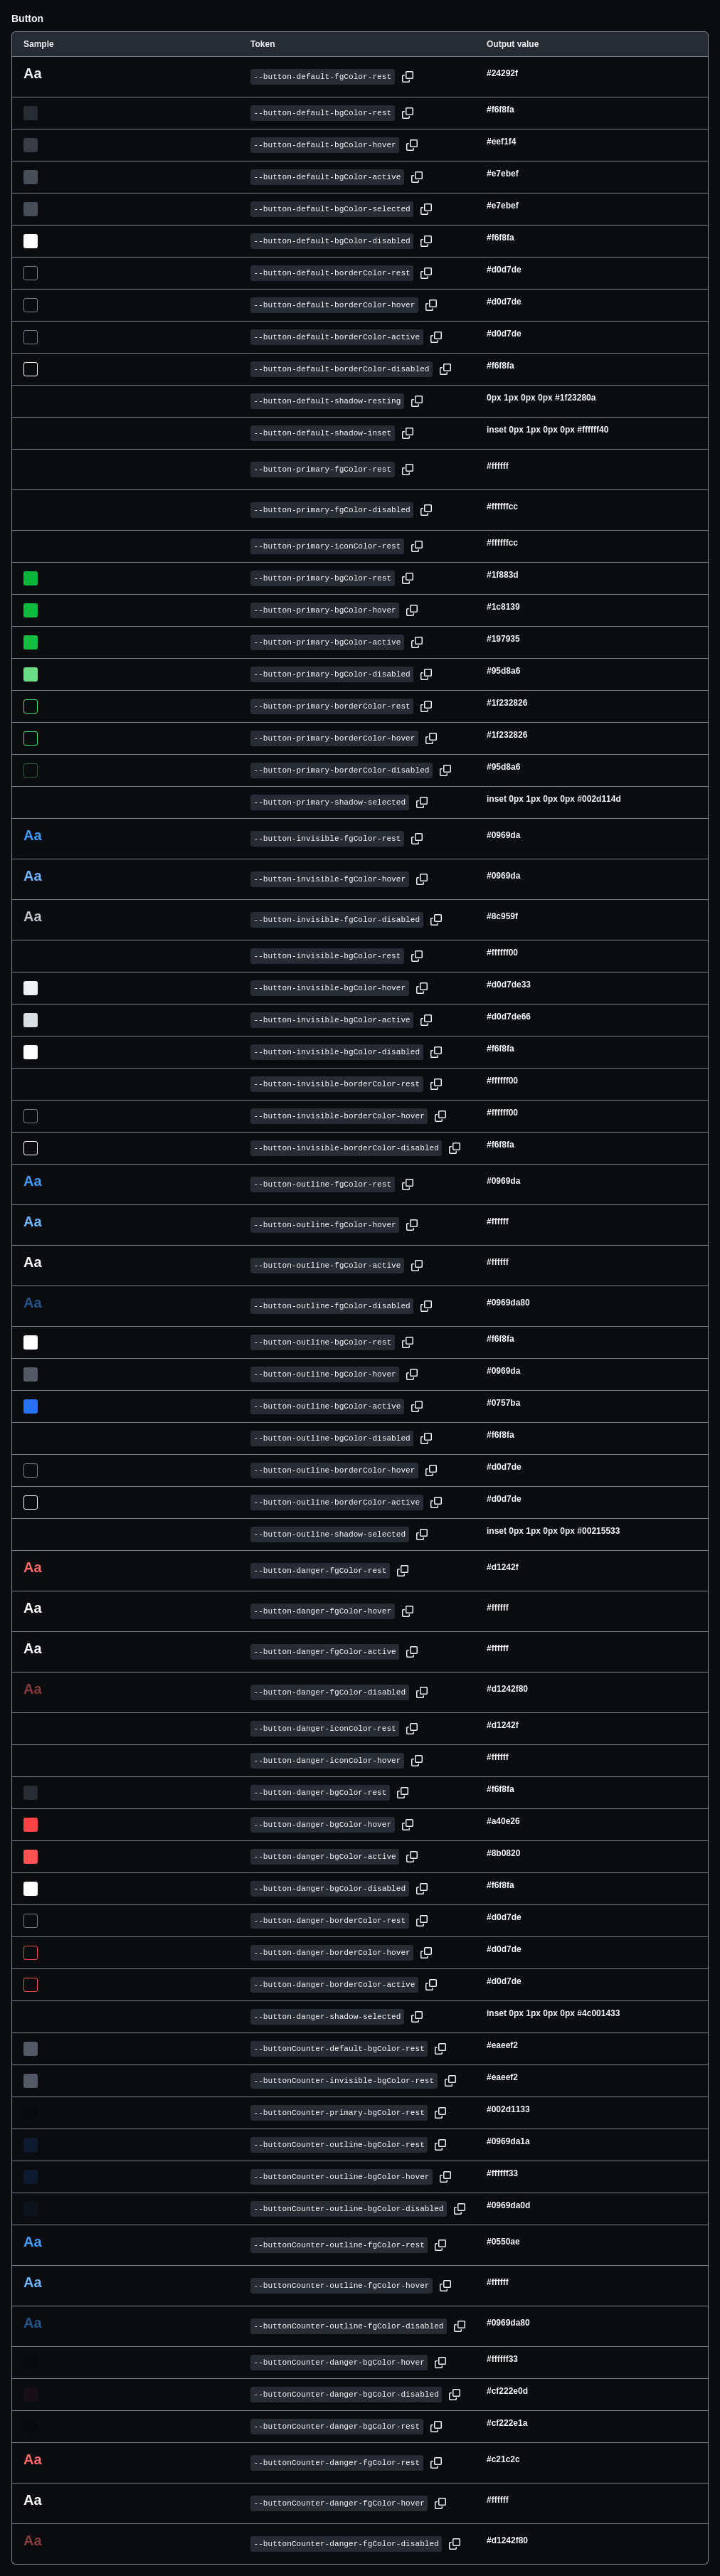 Button
Sample Token Output value
Aa --button-default-fgColor-rest #24292f
--button-default-bgColor-rest #f6f8fa
--button-default-bgColor-hover #eef1f4
--button-default-bgColor-active #e7ebef
--button-default-bgColor-selected #e7ebef
--button-default-bgColor-disabled #f6f8fa
--button-default-borderColor-rest #d0d7de
--button-default-borderColor-hover #d0d7de
--button-default-borderColor-active #d0d7de
--button-default-borderColor-disabled #f6f8fa
--button-default-shadow-resting 0px 1px 0px 0px #1f23280a
--button-default-shadow-inset inset 0px 1px 0px 0px #ffffff40
--button-primary-fgColor-rest #ffffff
--button-primary-fgColor-disabled #ffffffcc
--button-primary-iconColor-rest #ffffffcc
--button-primary-bgColor-rest #1f883d
--button-primary-bgColor-hover #1c8139
--button-primary-bgColor-active #197935
--button-primary-bgColor-disabled #95d8a6
--button-primary-borderColor-rest #1f232826
--button-primary-borderColor-hover #1f232826
--button-primary-borderColor-disabled #95d8a6
--button-primary-shadow-selected inset 0px 1px 0px 0px #002d114d
Aa --button-invisible-fgColor-rest #0969da
Aa --button-invisible-fgColor-hover #0969da
Aa --button-invisible-fgColor-disabled #8c959f
--button-invisible-bgColor-rest #ffffff00
--button-invisible-bgColor-hover #d0d7de33
--button-invisible-bgColor-active #d0d7de66
--button-invisible-bgColor-disabled #f6f8fa
--button-invisible-borderColor-rest #ffffff00
--button-invisible-borderColor-hover #ffffff00
--button-invisible-borderColor-disabled #f6f8fa
Aa --button-outline-fgColor-rest #0969da
Aa --button-outline-fgColor-hover #ffffff
Aa --button-outline-fgColor-active #ffffff
Aa --button-outline-fgColor-disabled #0969da80
--button-outline-bgColor-rest #f6f8fa
--button-outline-bgColor-hover #0969da
--button-outline-bgColor-active #0757ba
--button-outline-bgColor-disabled #f6f8fa
--button-outline-borderColor-hover #d0d7de
--button-outline-borderColor-active #d0d7de
--button-outline-shadow-selected inset 0px 1px 0px 0px #00215533
Aa --button-danger-fgColor-rest #d1242f
Aa --button-danger-fgColor-hover #ffffff
Aa --button-danger-fgColor-active #ffffff
Aa --button-danger-fgColor-disabled #d1242f80
--button-danger-iconColor-rest #d1242f
--button-danger-iconColor-hover #ffffff
--button-danger-bgColor-rest #f6f8fa
--button-danger-bgColor-hover #a40e26
--button-danger-bgColor-active #8b0820
--button-danger-bgColor-disabled #f6f8fa
--button-danger-borderColor-rest #d0d7de
--button-danger-borderColor-hover #d0d7de
--button-danger-borderColor-active #d0d7de
--button-danger-shadow-selected inset 0px 1px 0px 0px #4c001433
--buttonCounter-default-bgColor-rest #eaeef2
--buttonCounter-invisible-bgColor-rest #eaeef2
--buttonCounter-primary-bgColor-rest #002d1133
--buttonCounter-outline-bgColor-rest #0969da1a
--buttonCounter-outline-bgColor-hover #ffffff33
--buttonCounter-outline-bgColor-disabled #0969da0d
Aa --buttonCounter-outline-fgColor-rest #0550ae
Aa --buttonCounter-outline-fgColor-hover #ffffff
Aa --buttonCounter-outline-fgColor-disabled #0969da80
--buttonCounter-danger-bgColor-hover #ffffff33
--buttonCounter-danger-bgColor-disabled #cf222e0d
--buttonCounter-danger-bgColor-rest #cf222e1a
Aa --buttonCounter-danger-fgColor-rest #c21c2c
Aa --buttonCounter-danger-fgColor-hover #ffffff
Aa --buttonCounter-danger-fgColor-disabled #d1242f80